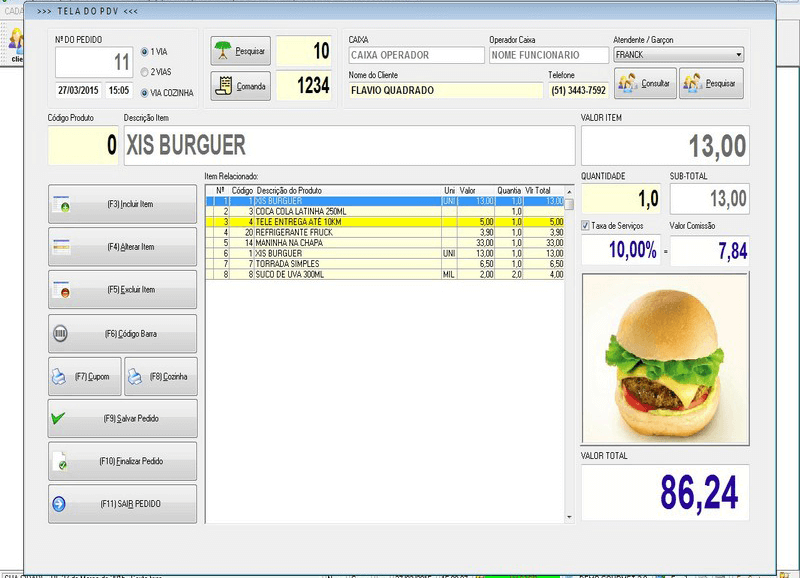 >>> TELA DO PDV <<<
Nº DO PEDIDO
11
1 VIA
2 VIAS
VIA COZINHA
27/03/2015
15:05
Pesquisar
10
Comanda
1234
CAIXA
CAIXA OPERADOR
Operador Caixa
NOME FUNCIONARIO
Atendente / Garçon
FRANCK
Nome do Cliente
FLAVIO QUADRADO
Telefone
(51) 3443-7592
Consultar
Pesquisar
Código Produto
0
Descrição Item
XIS BURGUER
VALOR ITEM
13,00
QUANTIDADE
1,0
SUB-TOTAL
13,00
Taxa de Serviços
10,00%
=
Valor Comissão
7,84
(F3) Incluir Item
(F4) Alterar Item
(F5) Excluir Item
(F6) Código Barra
(F7) Cupom
(F8) Cozinha
(F9) Salvar Pedido
(F10) Finalizar Pedido
(F11) SAIR PEDIDO
Item Relacionado:
Nº Código Descrição do Produto Uni Valor Quantia Vlr Total
1 1 XIS BURGUER UNI 13,00 1,0 13,00
2 3 COCA COLA LATINHA 250ML 1,0
3 4 TELE ENTREGA ATÉ 10KM 5,00 1,0 5,00
4 20 REFRIGERANTE FRUCK 3,90 1,0 3,90
5 14 MANINHA NA CHAPA 33,00 1,0 33,00
6 1 XIS BURGUER UNI 13,00 1,0 13,00
7 7 TORRADA SIMPLES 6,50 1,0 6,50
8 8 SUCO DE UVA 300ML MIL 2,00 2,0 4,00
VALOR TOTAL
86,24